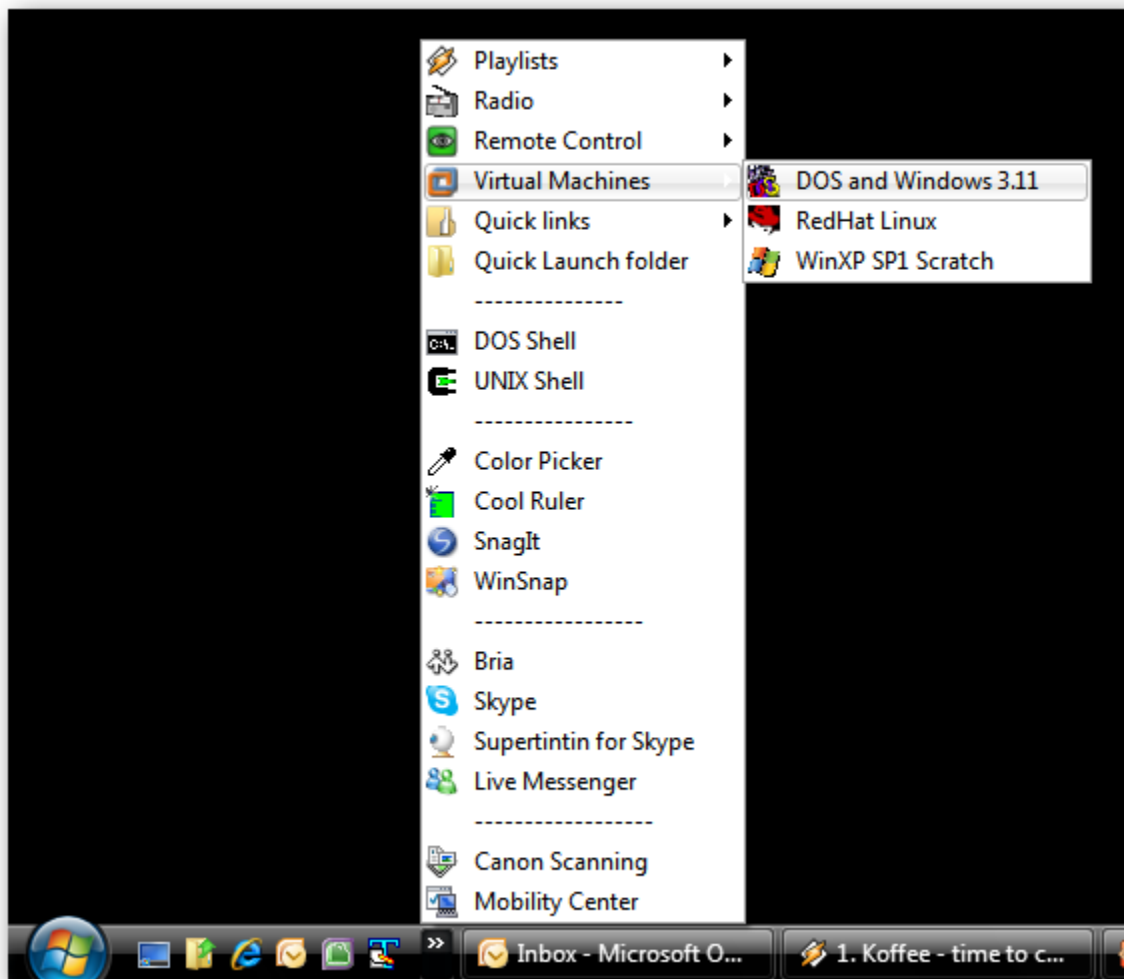 Playlists
Radio
Remote Control
Virtual Machines
DOS and Windows 3.11
Quick links
RedHat Linux
Quick Launch folder
WinXP SP1 Scratch
---------------
DOS Shell
C:\.
UNIX Shell
----------------
Color Picker
Cool Ruler
SnagIt
WinSnap
-----------------
Bria
Skype
Supertintin for Skype
Live Messenger
------------------
Canon Scanning
Mobility Center
» Inbox - Microsoft O... 1. Koffee - time to c...